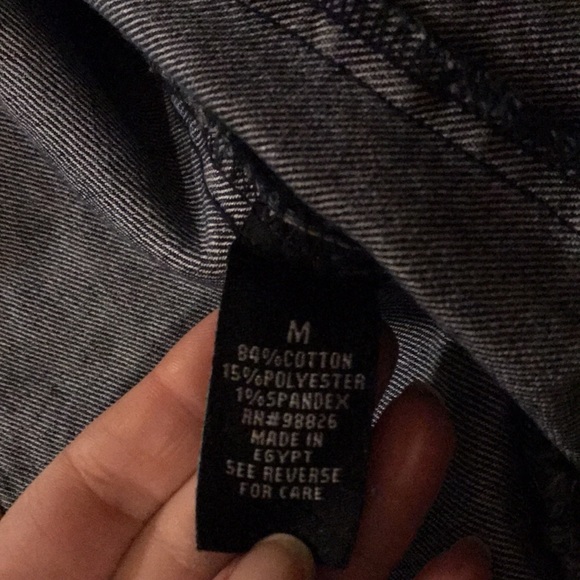 M
84%COTTON
15%POLYESTER
1%SPANDEX
RN#98826
MADE IN
EGYPT
SEE REVERSE
FOR CARE